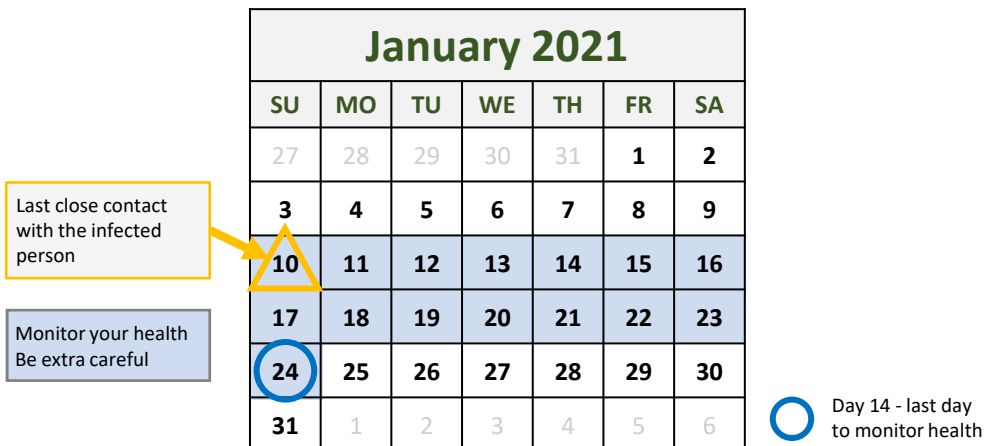 January 2021
SU MO TU WE TH FR SA
27 28 29 30 31 1 2
3 4 5 6 7 8 9
10 11 12 13 14 15 16
17 18 19 20 21 22 23
24 25 26 27 28 29 30
31 1 2 3 4 5 6
Last close contact
with the infected
person
Monitor your health
Be extra careful
Day 14 - last day
to monitor health